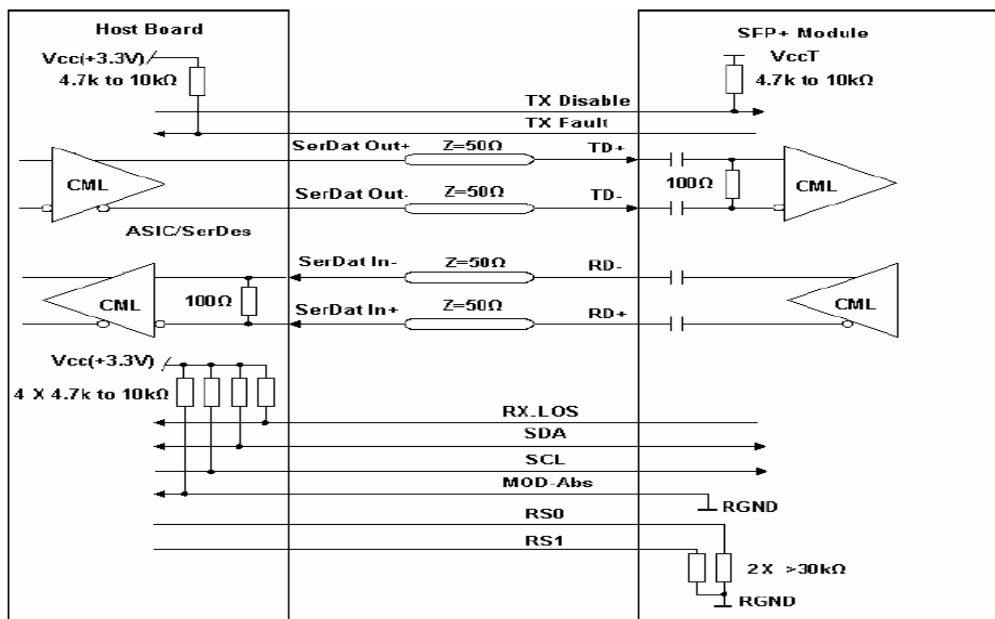 Host Board
SFP+ Module
Vcc(+3.3V)
4.7k to 10kΩ
VccT
4.7k to 10kΩ
TX Disable
TX Fault
SerDat Out+
Z=50Ω
TD+
CML
100Ω
CML
SerDat Out-
Z=50Ω
TD-
ASIC/SerDes
SerDat In-
Z=50Ω
RD-
CML
100Ω
CML
SerDat In+
Z=50Ω
RD+
Vcc(+3.3V)
4 X 4.7k to 10kΩ
RX_LOS
SDA
SCL
MOD-Abs
RGND
RS0
RS1
2X >30kΩ
RGND